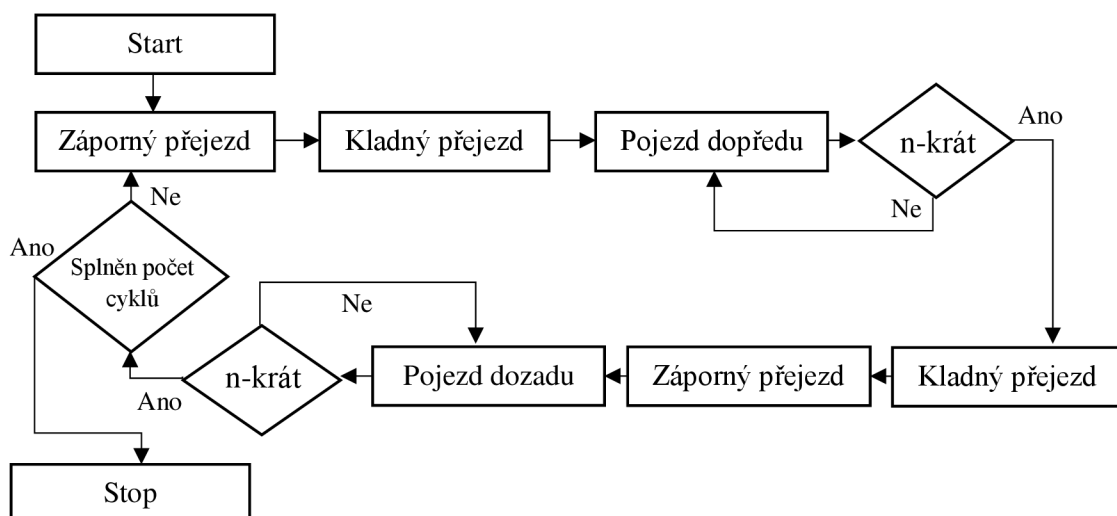 Start
Záporný přejezd
Kladný přejezd
Pojezd dopředu
n-krát
Ano
Ne
Ne
Ano
Splněn počet
cyklů
Ne
n-krát
Ano
Pojezd dozadu
Záporný přejezd
Kladný přejezd
Stop